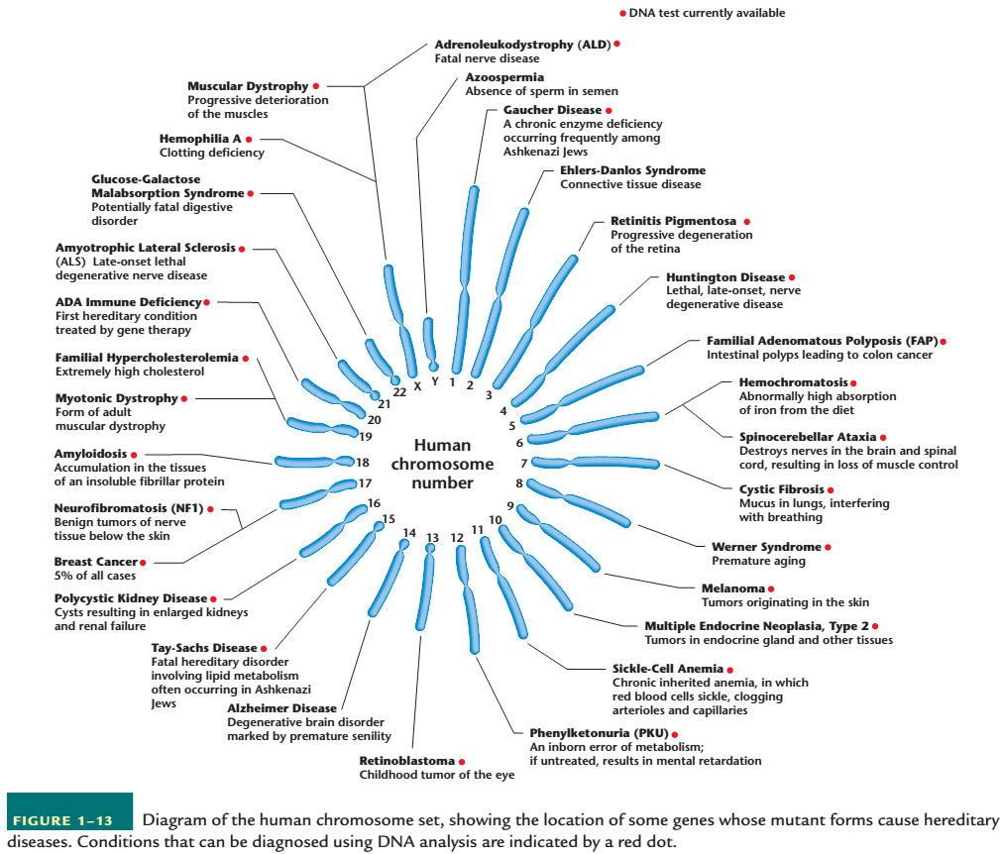 DNA test currently available
Adrenoleukodystrophy (ALD)
Fatal nerve disease
Azoospermia
Absence of sperm in semen
Gaucher Disease
A chronic enzyme deficiency
occurring frequently among
Ashkenazi Jews
Ehlers-Danlos Syndrome
Connective tissue disease
Retinitis Pigmentosa
Progressive degeneration
of the retina
Huntington Disease
Lethal, late-onset, nerve
degenerative disease
Familial Adenomatous Polyposis (FAP)
Intestinal polyps leading to colon cancer
Hemochromatosis
Abnormally high absorption
of iron from the diet
Spinocerebellar Ataxia
Destroys nerves in the brain and spinal
cord, resulting in loss of muscle control
Cystic Fibrosis
Mucus in lungs, interfering
with breathing
Werner Syndrome
Premature aging
Melanoma
Tumors originating in the skin
Multiple Endocrine Neoplasia, Type 2
Tumors in endocrine gland and other tissues
Sickle-Cell Anemia
Chronic inherited anemia, in which
red blood cells sickle, clogging
arterioles and capillaries
Phenylketonuria (PKU)
An inborn error of metabolism;
if untreated, results in mental retardation
Retinoblastoma
Childhood tumor of the eye
Alzheimer Disease
Degenerative brain disorder
marked by premature senility
Tay-Sachs Disease
Fatal hereditary disorder
involving lipid metabolism
often occurring in Ashkenazi
Jews
Polycystic Kidney Disease
Cysts resulting in enlarged kidneys
and renal failure
Breast Cancer
5% of all cases
Neurofibromatosis (NF1)
Benign tumors of nerve
tissue below the skin
Amyloidosis
Accumulation in the tissues
of an insoluble fibrillar protein
Myotonic Dystrophy
Form of adult
muscular dystrophy
Familial Hypercholesterolemia
Extremely high cholesterol
ADA Immune Deficiency
First hereditary condition
treated by gene therapy
Amyotrophic Lateral Sclerosis
(ALS) Late-onset lethal
degenerative nerve disease
Glucose-Galactose
Malabsorption Syndrome
Potentially fatal digestive
disorder
Hemophilia A
Clotting deficiency
Muscular Dystrophy
Progressive deterioration
of the muscles
Human
chromosome
number
1
2
3
4
5
6
7
8
9
10
11
12
13
14
15
16
17
18
19
20
21
22
X
Y
FIGURE 1–13 Diagram of the human chromosome set, showing the location of some genes whose mutant forms cause hereditary
diseases. Conditions that can be diagnosed using DNA analysis are indicated by a red dot.